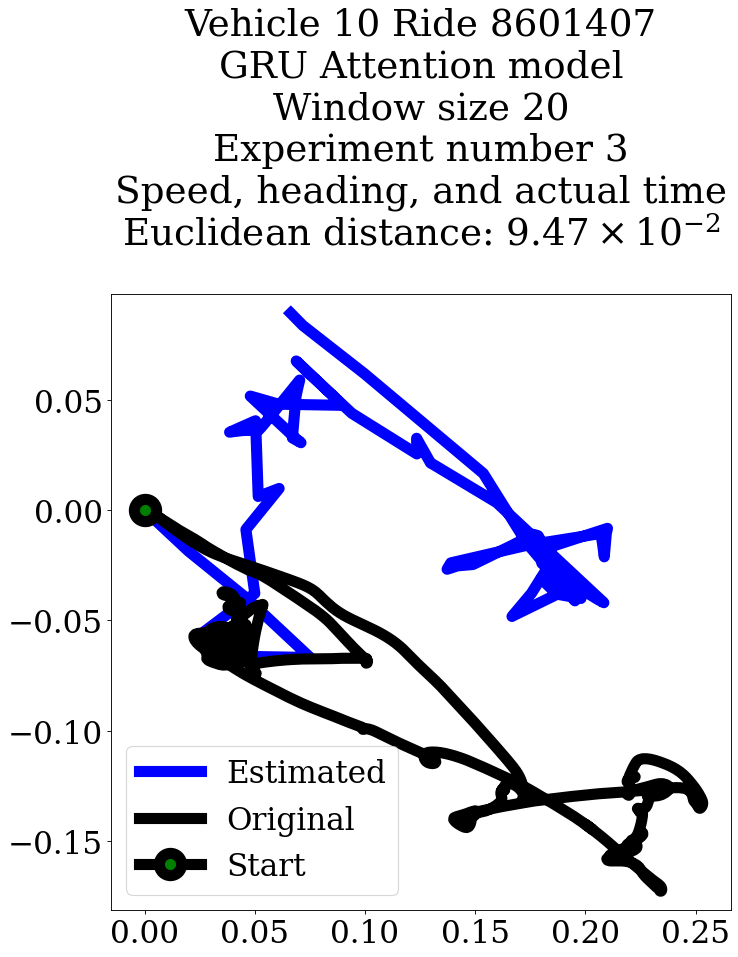 Vehicle 10 Ride 8601407
GRU Attention model
Window size 20
Experiment number 3
Speed, heading, and actual time
Euclidean distance: 9.47 × 10⁻²
0.05
0.00
−0.05
−0.10
−0.15
Estimated
Original
Start
0.00 0.05 0.10 0.15 0.20 0.25